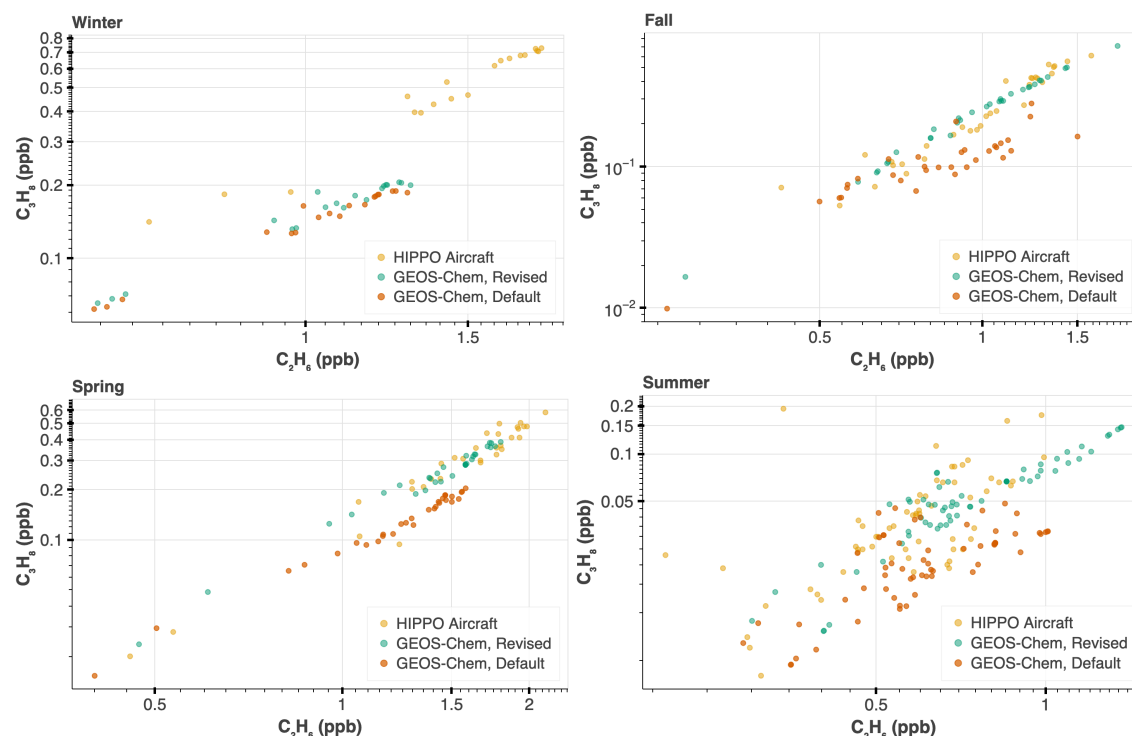 Winter
C₃H₈ (ppb)
0.8
0.7
0.6
0.5
0.4
0.3
0.2
0.1
HIPPO Aircraft
GEOS-Chem, Revised
GEOS-Chem, Default
1
1.5
C₂H₆ (ppb)
Fall
C₃H₈ (ppb)
10⁻¹
10⁻²
HIPPO Aircraft
GEOS-Chem, Revised
GEOS-Chem, Default
0.5
1
1.5
C₂H₆ (ppb)
Spring
C₃H₈ (ppb)
0.6
0.5
0.4
0.3
0.2
0.1
HIPPO Aircraft
GEOS-Chem, Revised
GEOS-Chem, Default
0.5
1
1.5
2
C₂H₆ (ppb)
Summer
C₃H₈ (ppb)
0.2
0.15
0.1
0.05
HIPPO Aircraft
GEOS-Chem, Revised
GEOS-Chem, Default
0.5
1
C₂H₆ (ppb)